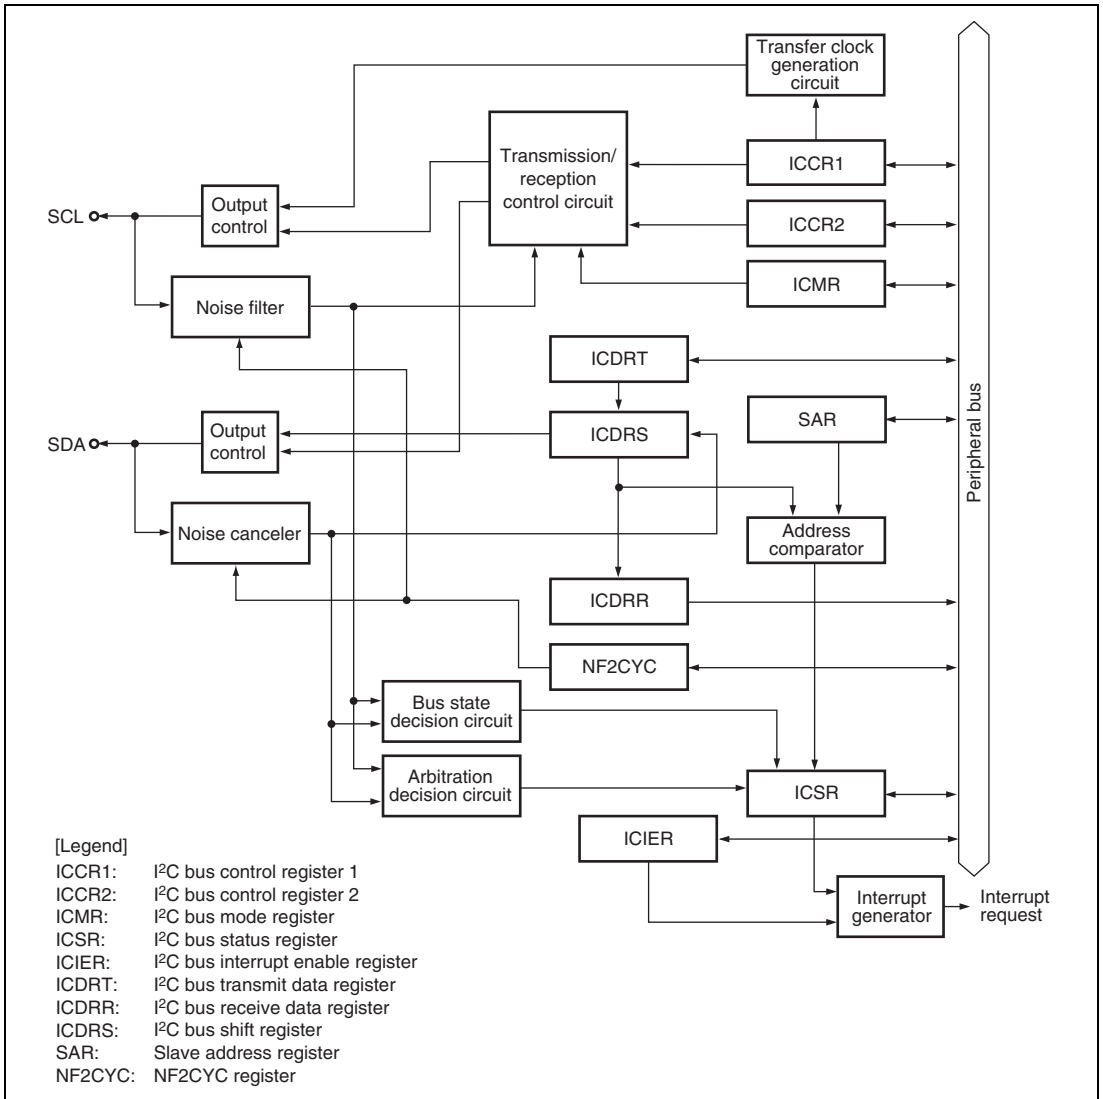 Transfer clock
generation
circuit
Transmission/
reception
control circuit
ICCR1
SCL
Output
control
ICCR2
ICMR
Noise filter
ICDRT
Peripheral bus
SAR
SDA
Output
control
ICDRS
Noise canceler
Address
comparator
ICDRR
NF2CYC
Bus state
decision circuit
Arbitration
decision circuit
ICSR
ICIER
Interrupt
generator
Interrupt
request
[Legend]
ICCR1: I²C bus control register 1
ICCR2: I²C bus control register 2
ICMR: I²C bus mode register
ICSR: I²C bus status register
ICIER: I²C bus interrupt enable register
ICDRT: I²C bus transmit data register
ICDRR: I²C bus receive data register
ICDRS: I²C bus shift register
SAR: Slave address register
NF2CYC: NF2CYC register